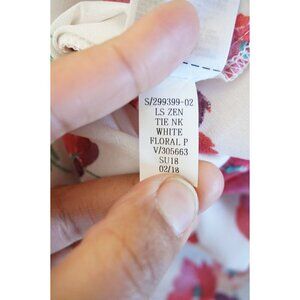 S/299399-02
LS ZEN
TIE NK
WHITE
FLORAL P
V/305663
SU18
02/18